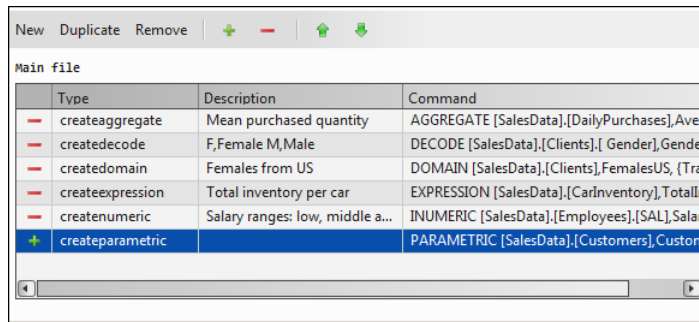 New Duplicate Remove
Main file
Type Description Command
createaggregate Mean purchased quantity AGGREGATE [SalesData].[DailyPurchases],Ave
createdecode F,Female M,Male DECODE [SalesData].[Clients].[ Gender],Gende
createdomain Females from US DOMAIN [SalesData].[Clients],FemalesUS, {Tra
createexpression Total inventory per car EXPRESSION [SalesData].[CarInventory],TotalI
createnumeric Salary ranges: low, middle a... INUMERIC [SalesData].[Employees].[SAL],Salar
createparametric PARAMETRIC [SalesData].[Customers],Custom